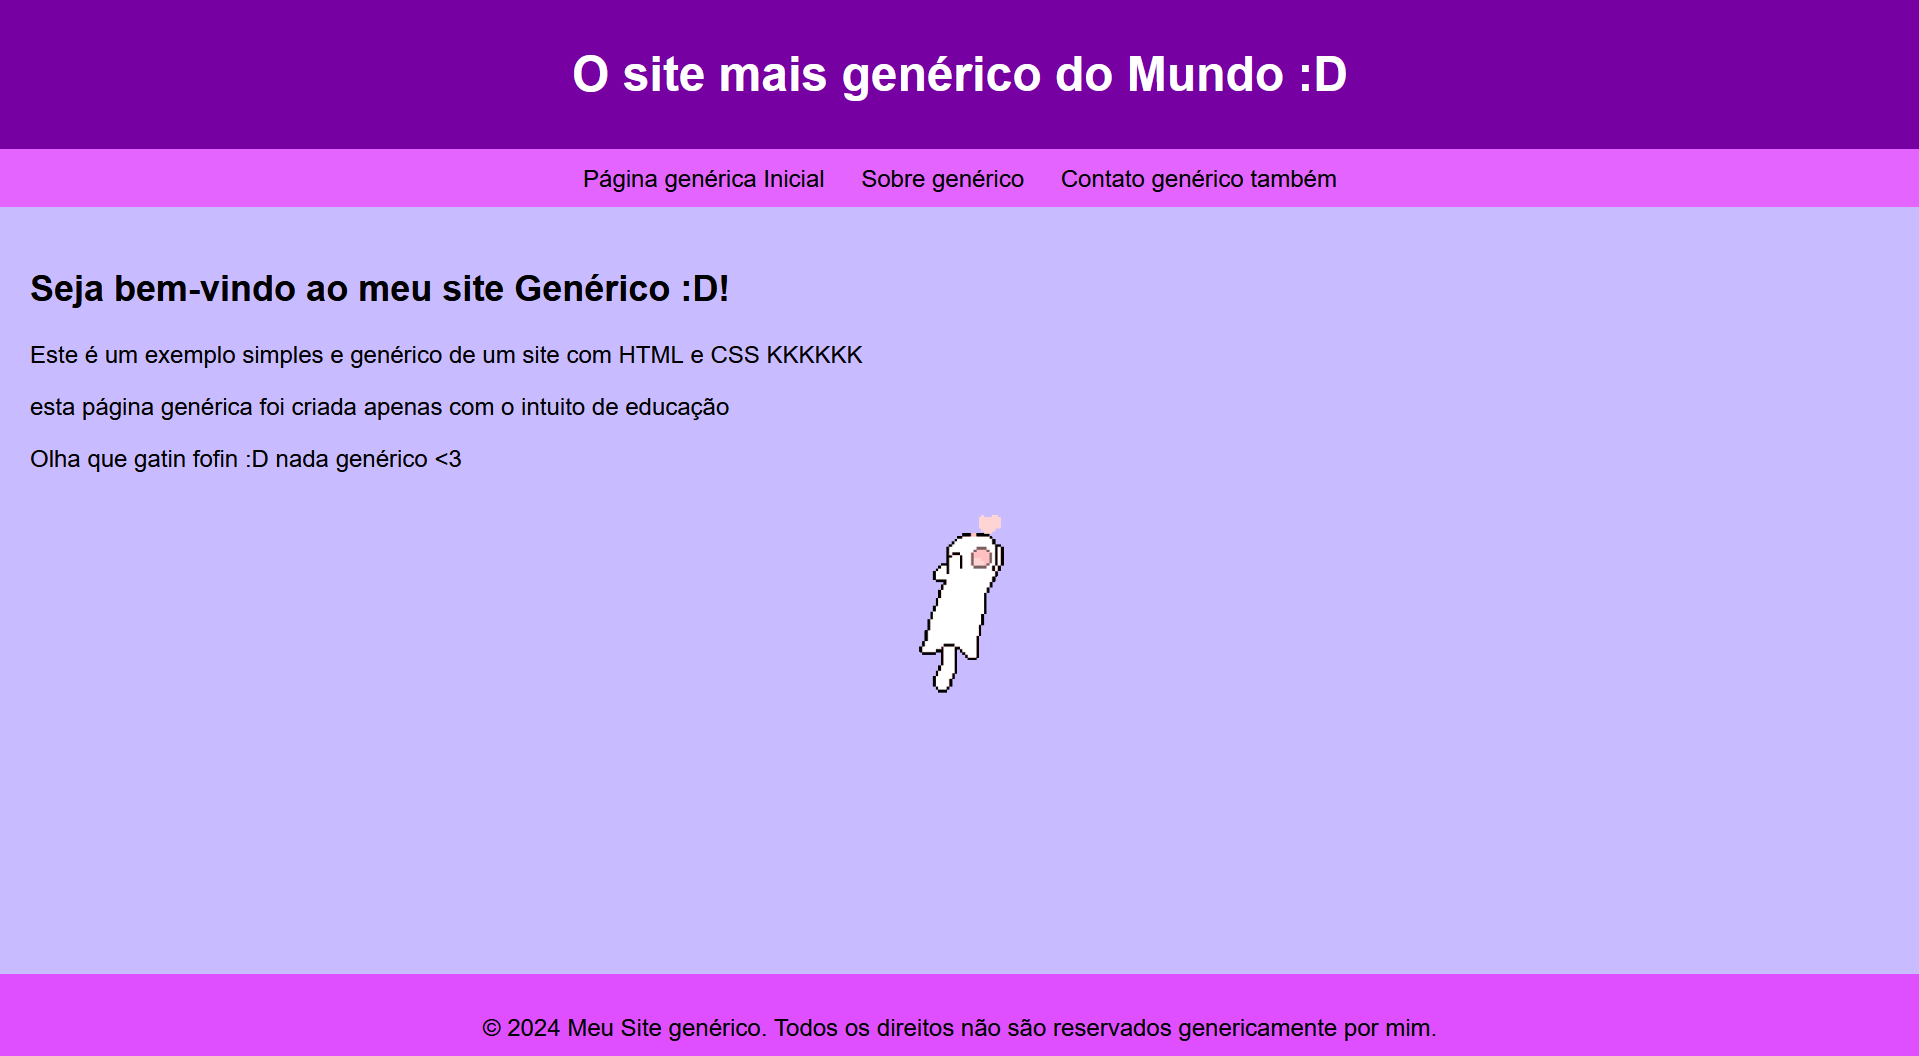 O site mais genérico do Mundo :D
Página genérica Inicial Sobre genérico Contato genérico também
Seja bem-vindo ao meu site Genérico :D!
Este é um exemplo simples e genérico de um site com HTML e CSS KKKKKK
esta página genérica foi criada apenas com o intuito de educação
Olha que gatin fofin :D nada genérico <3
© 2024 Meu Site genérico. Todos os direitos não são reservados genericamente por mim.